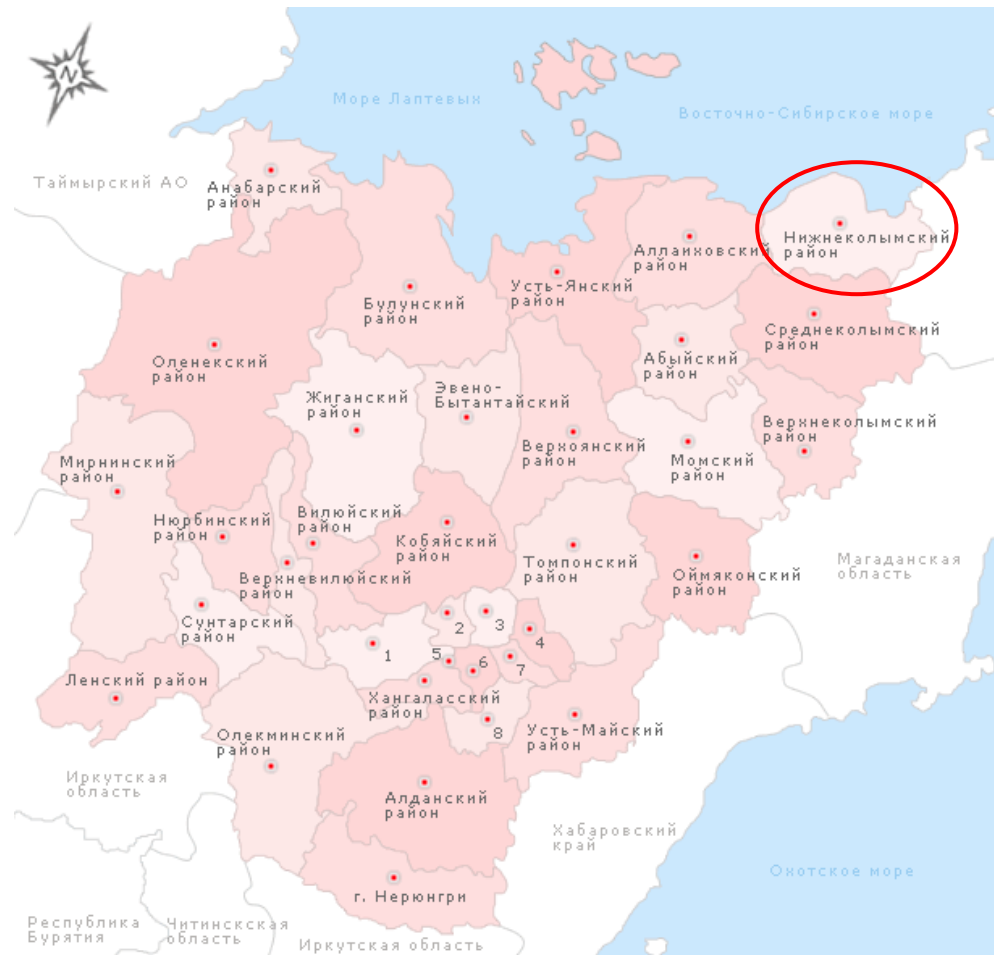 N
Море Лаптевых
Восточно-Сибирское море
Таймырский АО
Анабарский
район
Нижнеколымский
район
Аллаиховский
район
Усть-Янский
район
Булунский
район
Среднеколымский
район
Оленекский
район
Абыйский
район
Жиганский
район
Эвено-
Бытантайский
Верхнеколымский
район
Верхоянский
район
Момский
район
Мирнинский
район
Нюрбинский
район
Вилюйский
район
Кобяйский
район
Томпонский
район
Оймяконский
район
Магаданская
область
Верхневилюйский
район
Сунтарский
район
1
2
3
4
5
6
7
Ленский район
Хангаласский
район
8
Усть-Майский
район
Олекминский
район
Иркутская
область
Алданский
район
Хабаровский
край
Охотское море
г. Нерюнгри
Республика
Бурятия
Читинскская
область
Иркутская область